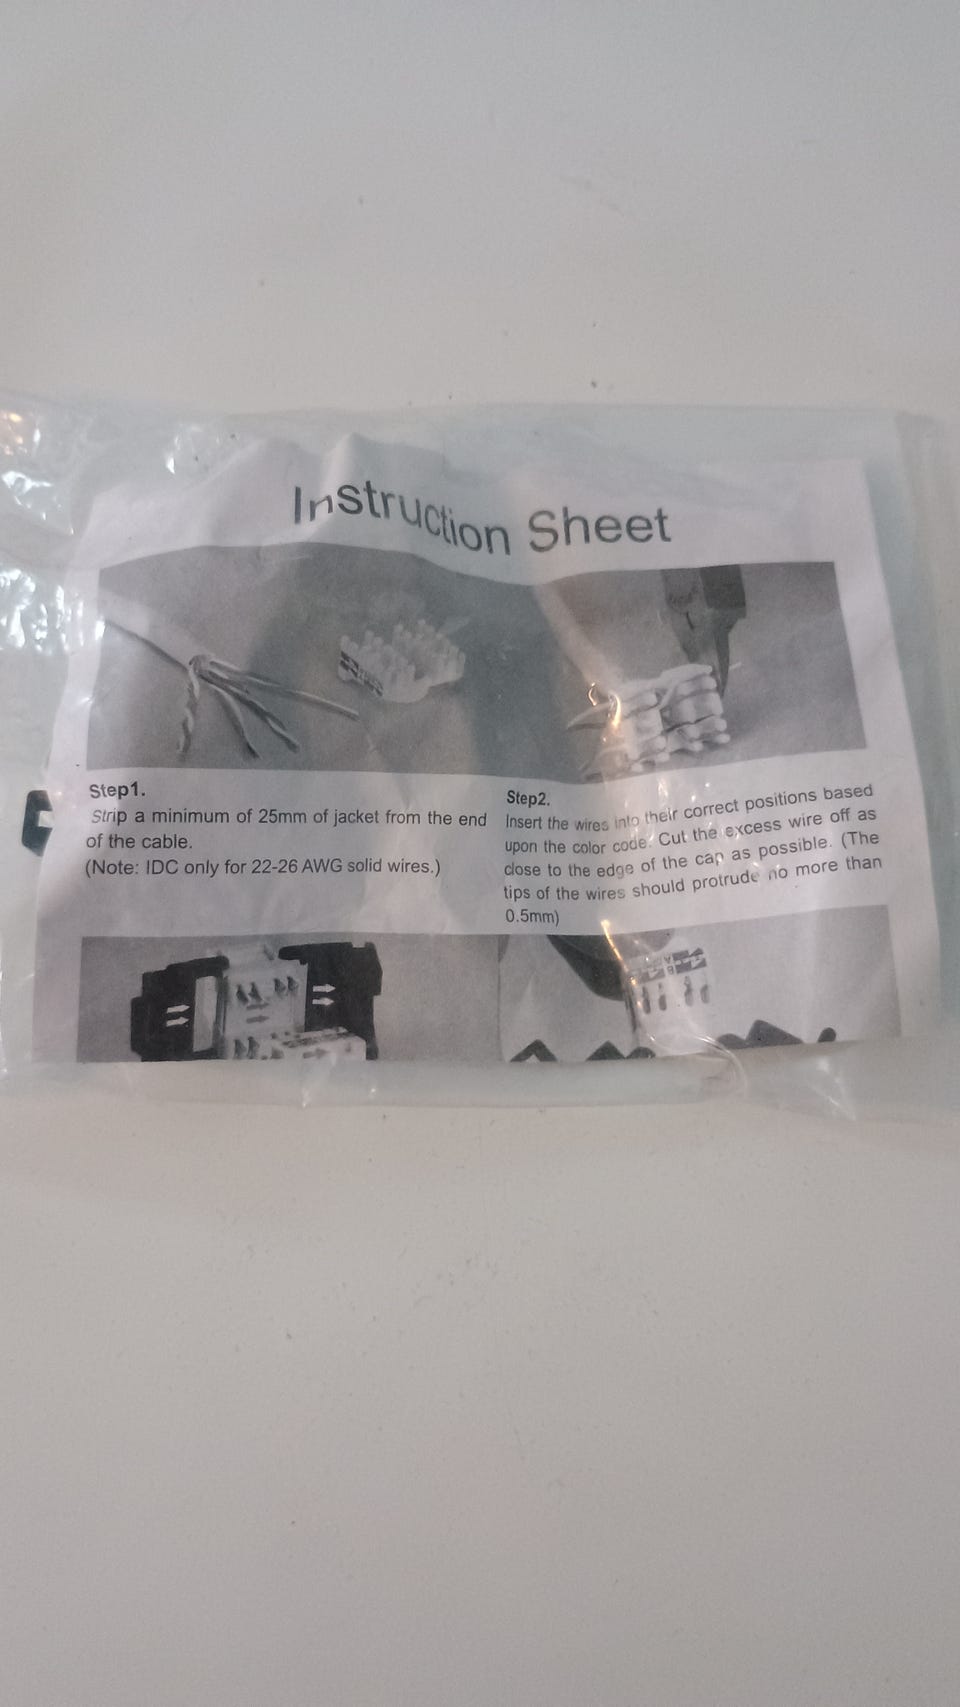 Instruction Sheet
Step1.
Strip a minimum of 25mm of jacket from the end
of the cable.
(Note: IDC only for 22-26 AWG solid wires.)
Step2.
Insert the wires into their correct positions based
upon the color code. Cut the excess wire off as
close to the edge of the cap as possible. (The
tips of the wires should protrude no more than
0.5mm)